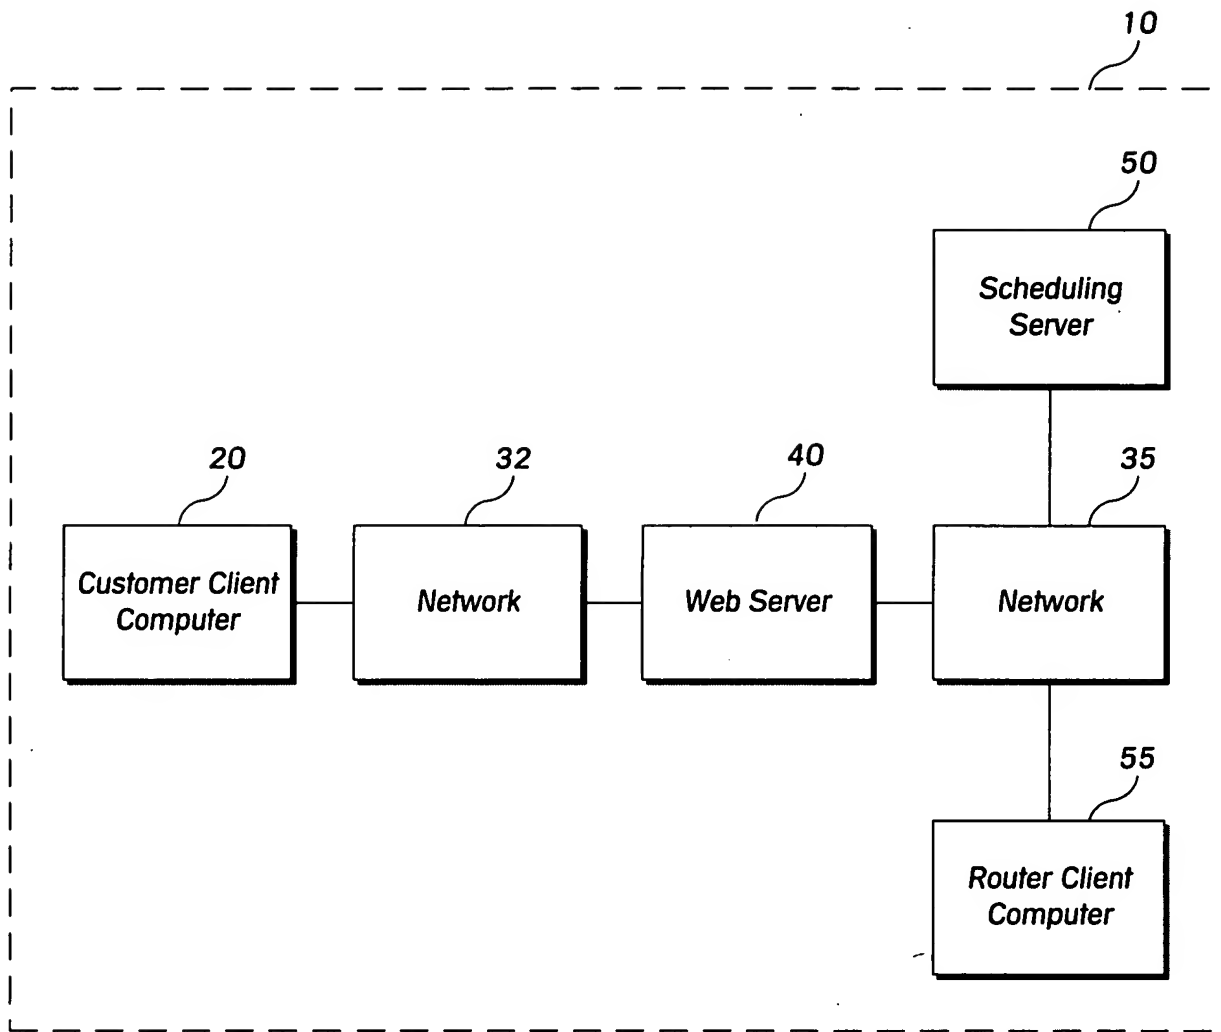 10
50
Scheduling
Server
20
32
40
35
Customer Client
Computer
Network
Web Server
Network
55
Router Client
Computer